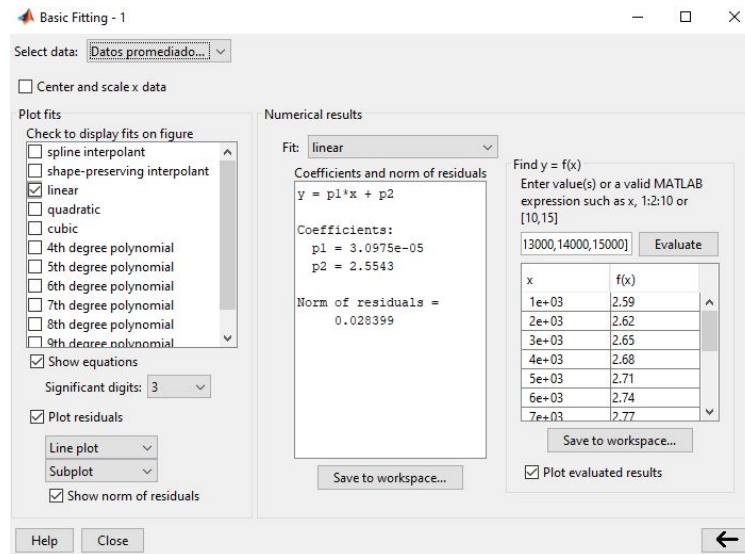 Basic Fitting - 1
Select data: Datos promediado...
Center and scale x data
Plot fits
Check to display fits on figure
spline interpolant
shape-preserving interpolant
linear
quadratic
cubic
4th degree polynomial
5th degree polynomial
6th degree polynomial
7th degree polynomial
8th degree polynomial
9th degree polynomial
Show equations
Significant digits: 3
Plot residuals
Line plot
Subplot
Show norm of residuals
Numerical results
Fit: linear
Coefficients and norm of residuals
y = p1*x + p2
Coefficients:
p1 = 3.0975e-05
p2 = 2.5543
Norm of residuals =
0.028399
Save to workspace...
Find y = f(x)
Enter value(s) or a valid MATLAB
expression such as x, 1:2:10 or
[10,15]
13000,14000,15000] Evaluate
x f(x)
1e+03 2.59
2e+03 2.62
3e+03 2.65
4e+03 2.68
5e+03 2.71
6e+03 2.74
7e+03 2.77
Save to workspace...
Plot evaluated results
Help Close